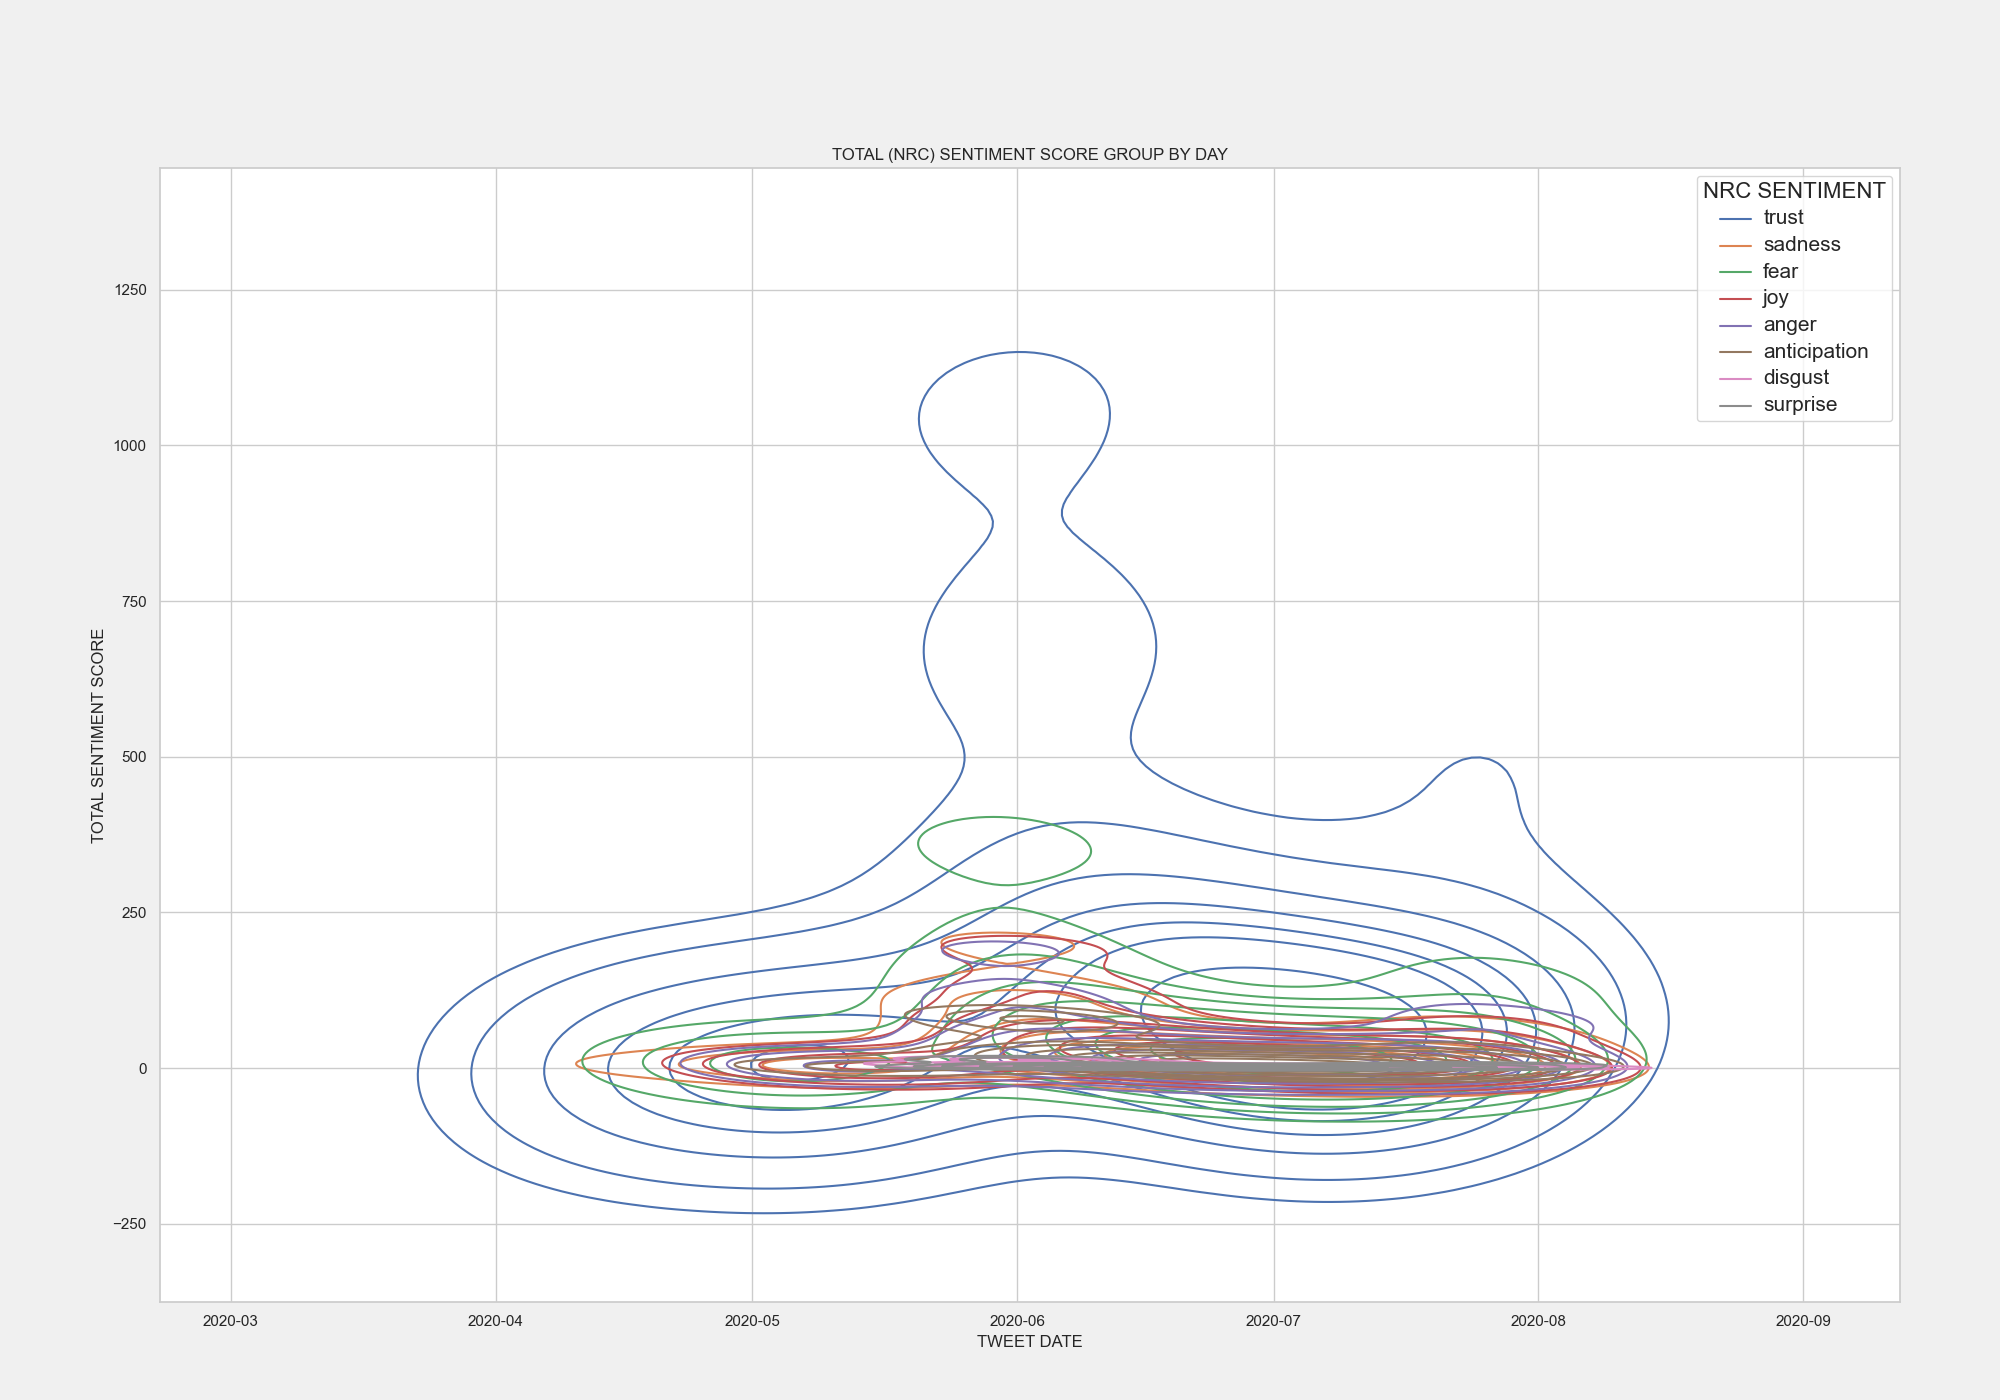 TOTAL (NRC) SENTIMENT SCORE GROUP BY DAY
NRC SENTIMENT
trust
sadness
fear
joy
anger
anticipation
disgust
surprise
1250
1000
750
500
250
0
−250
TOTAL SENTIMENT SCORE
2020-03 2020-04 2020-05 2020-06 2020-07 2020-08 2020-09
TWEET DATE